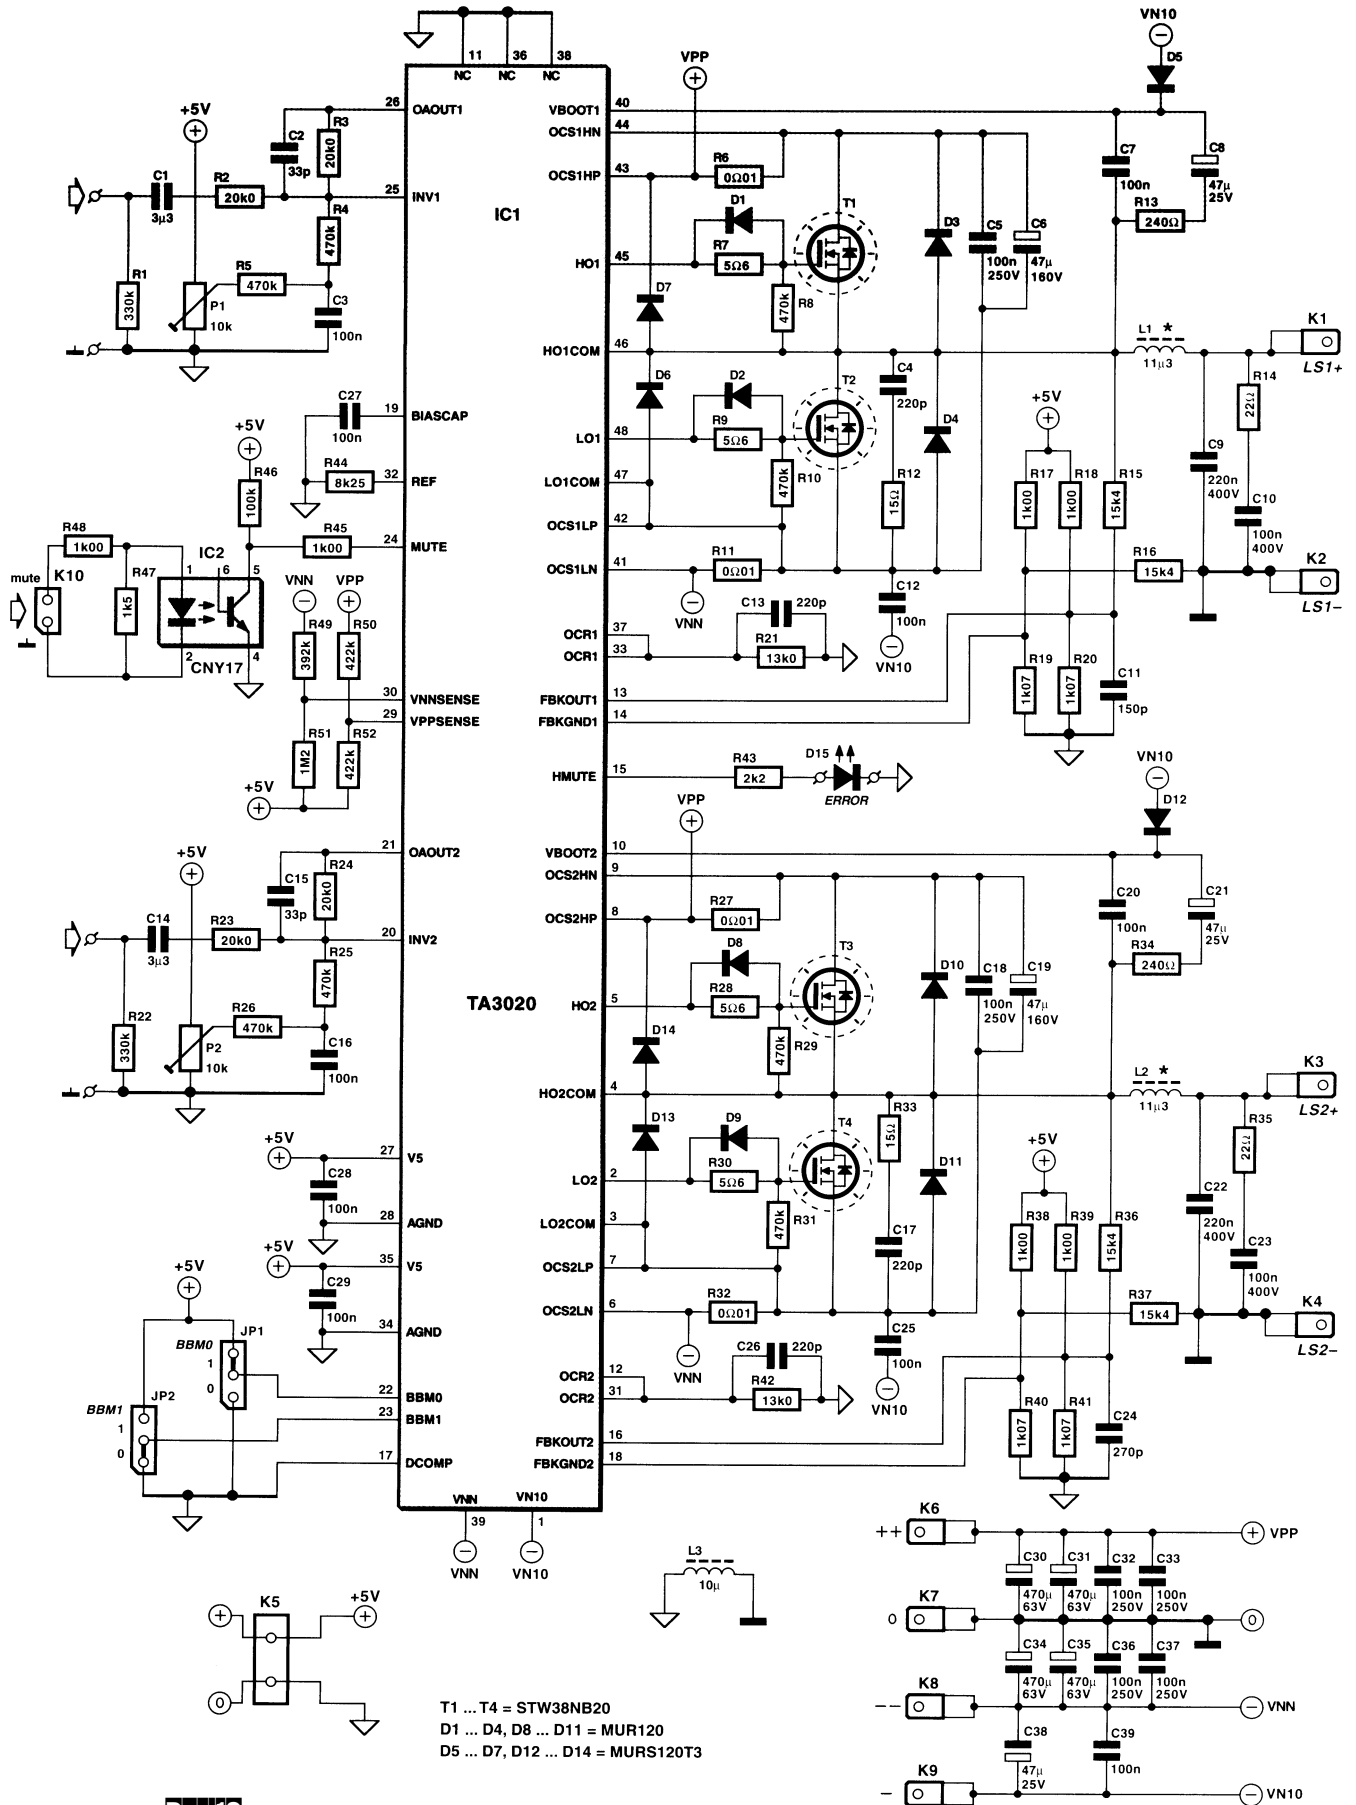 11 36 38
NC NC NC
VPP
VN10
D5
+5V
26 OAOUT1
C2
33p
R3
20k0
C1
3µ3
R2
20k0
25 INV1
R4
470k
R5
470k
R1
330k
P1
10k
C3
100n
IC1
VBOOT1 40
OCS1HN 44
OCS1HP 43
HO1 45
HO1COM 46
LO1 48
LO1COM 47
OCS1LP 42
OCS1LN 41
OCR1 37
OCR1 33
FBKOUT1 13
FBKGND1 14
HMUTE 15
R6
0Ω01
D1
R7
5Ω6
T1
D7
R8
470k
D3
C5
100n
250V
C6
47µ
160V
C7
100n
C8
47µ
25V
R13
240Ω
L1 *
11µ3
K1
LS1+
R14
22Ω
C9
220n
400V
C10
100n
400V
K2
LS1–
D6
D2
R9
5Ω6
T2
R10
470k
C4
220p
R12
15Ω
D4
+5V
R17
1k00
R18
1k00
R15
15k4
R16
15k4
R11
0Ω01
VNN
C12
100n
VN10
C13 220p
R21
13k0
R19
1k07
R20
1k07
C11
150p
C27
100n
19 BIASCAP
R44
8k25
32 REF
+5V
R46
100k
R45
1k00
24 MUTE
R48
1k00
IC2
1 6 5
2 4
CNY17
mute K10
R47
1k5
VNN VPP
R49
392k
R50
422k
30 VNNSENSE
29 VPPSENSE
R51
1M2
R52
422k
+5V
R43
2k2
D15
ERROR
VPP
VN10
D12
+5V
21 OAOUT2
C15
33p
R24
20k0
C14
3µ3
R23
20k0
20 INV2
R25
470k
R26
470k
R22
330k
P2
10k
C16
100n
TA3020
VBOOT2 10
OCS2HN 9
OCS2HP 8
HO2 5
HO2COM 4
LO2 2
LO2COM 3
OCS2LP 7
OCS2LN 6
OCR2 12
OCR2 31
FBKOUT2 16
FBKGND2 18
R27
0Ω01
D8
R28
5Ω6
T3
D14
R29
470k
D10
C18
100n
250V
C19
47µ
160V
C20
100n
C21
47µ
25V
R34
240Ω
L2 *
11µ3
K3
LS2+
R35
22Ω
C22
220n
400V
C23
100n
400V
K4
LS2–
D13
D9
R30
5Ω6
T4
R31
470k
R33
15Ω
C17
220p
D11
+5V
R38
1k00
R39
1k00
R36
15k4
R37
15k4
R32
0Ω01
VNN
C25
100n
VN10
C26 220p
R42
13k0
R40
1k07
R41
1k07
C24
270p
+5V
27 V5
C28
100n
28 AGND
+5V
35 V5
C29
100n
34 AGND
+5V
BBM0
JP1
1
0
BBM1
JP2
1
0
22 BBM0
23 BBM1
17 DCOMP
VNN VN10
39 1
VNN VN10
L3
10µ
K5
+5V
0
T1 ... T4 = STW38NB20
D1 ... D4, D8 ... D11 = MUR120
D5 ... D7, D12 ... D14 = MURS120T3
++ K6
VPP
C30
470µ
63V
C31
470µ
63V
C32
100n
250V
C33
100n
250V
0 K7
0
C34
470µ
63V
C35
470µ
63V
C36
100n
250V
C37
100n
250V
–– K8
VNN
C38
47µ
25V
C39
100n
– K9
VN10